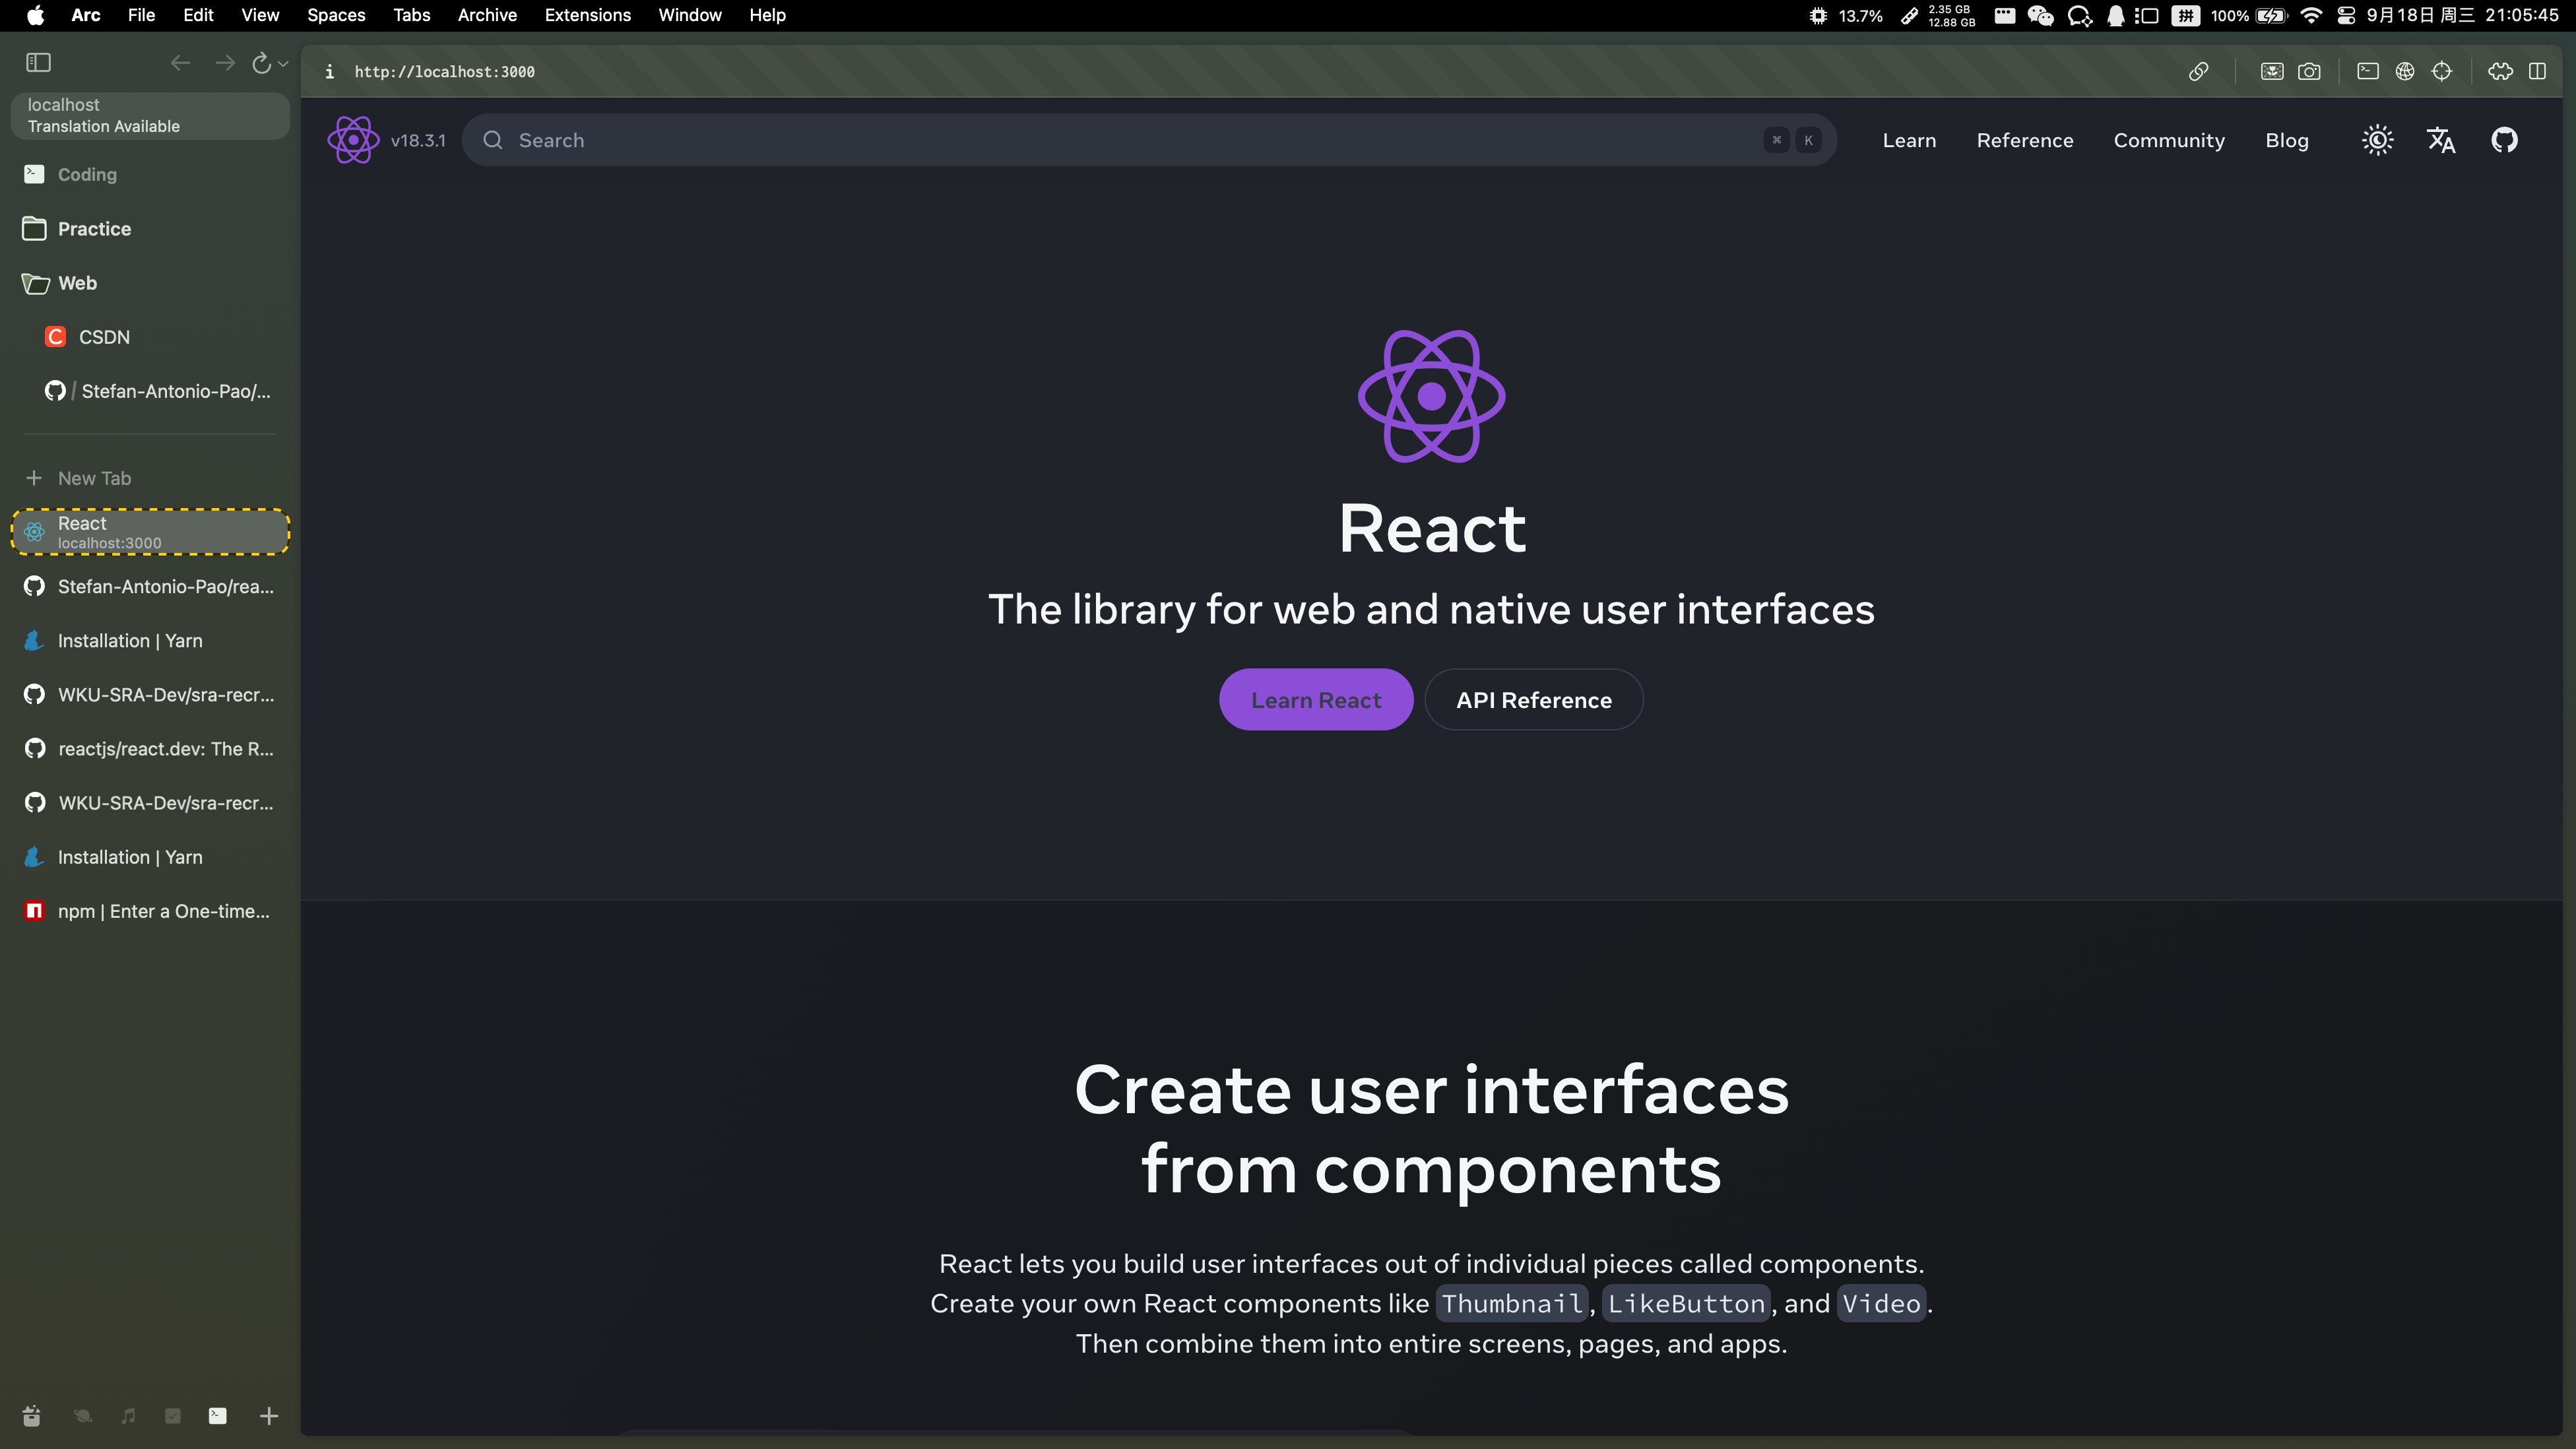 Arc File Edit View Spaces Tabs Archive Extensions Window Help
13.7% 2.35 GB 12.88 GB 拼 100% 9月18日 周三 21:05:45
http://localhost:3000
localhost
Translation Available
v18.3.1 Search ⌘ K Learn Reference Community Blog
Coding
Practice
Web
CSDN
/ Stefan-Antonio-Pao/...
New Tab
React
localhost:3000
Stefan-Antonio-Pao/rea...
Installation | Yarn
WKU-SRA-Dev/sra-recr...
reactjs/react.dev: The R...
WKU-SRA-Dev/sra-recr...
Installation | Yarn
npm | Enter a One-time...
React
The library for web and native user interfaces
Learn React API Reference
Create user interfaces
from components
React lets you build user interfaces out of individual pieces called components.
Create your own React components like Thumbnail, LikeButton, and Video.
Then combine them into entire screens, pages, and apps.